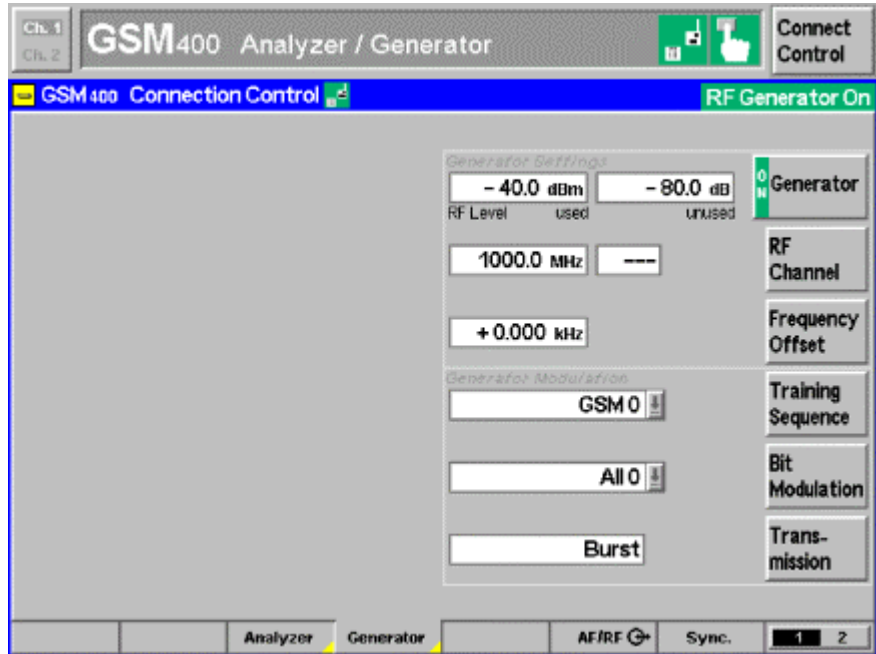 Ch. 1
Ch. 2
GSM400 Analyzer / Generator
Connect
Control
GSM400 Connection Control
RF Generator On
Generator Settings
- 40.0 dBm
- 80.0 dB
RF Level used unused
ON
Generator
1000.0 MHz
---
RF
Channel
+ 0.000 kHz
Frequency
Offset
Generator Modulation
GSM 0
Training
Sequence
All 0
Bit
Modulation
Burst
Trans-
mission
Analyzer Generator AF/RF Sync. 1 2